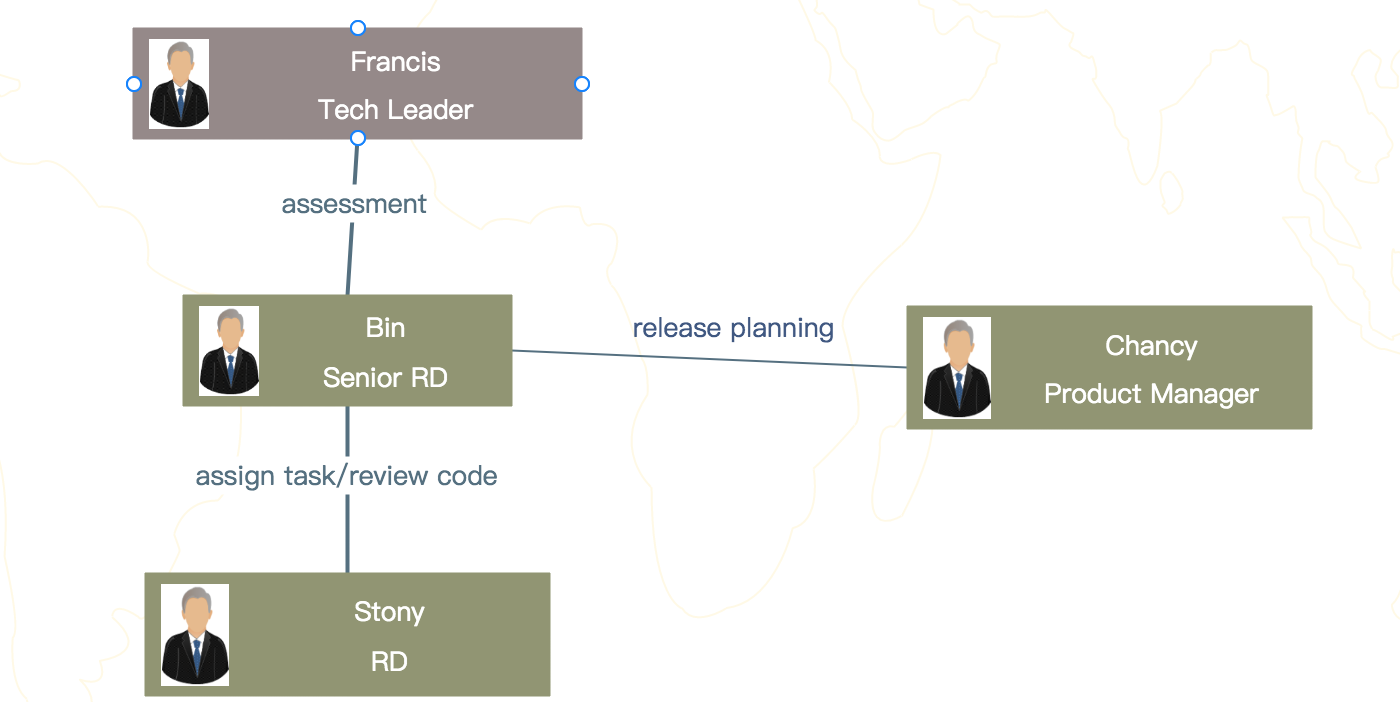 Francis
Tech Leader
assessment
Bin
Senior RD
release planning
Chancy
Product Manager
assign task/review code
Stony
RD